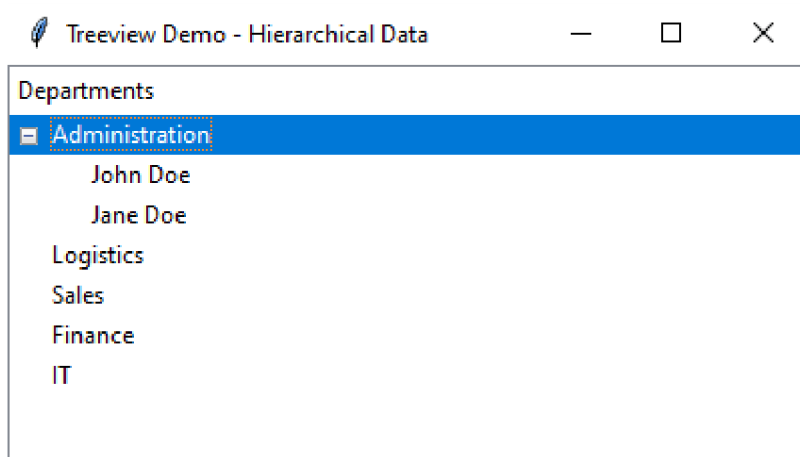 Treeview Demo - Hierarchical Data
Departments
Administration
John Doe
Jane Doe
Logistics
Sales
Finance
IT